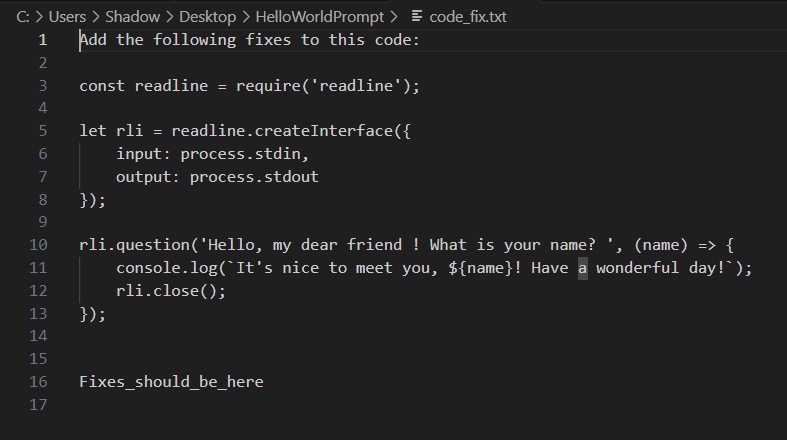 C: > Users > Shadow > Desktop > HelloWorldPrompt > code_fix.txt
1 Add the following fixes to this code:
2
3 const readline = require('readline');
4
5 let rli = readline.createInterface({
6     input: process.stdin,
7     output: process.stdout
8 });
9
10 rli.question('Hello, my dear friend ! What is your name? ', (name) => {
11     console.log(`It's nice to meet you, ${name}! Have a wonderful day!`);
12     rli.close();
13 });
14
15
16 Fixes_should_be_here
17